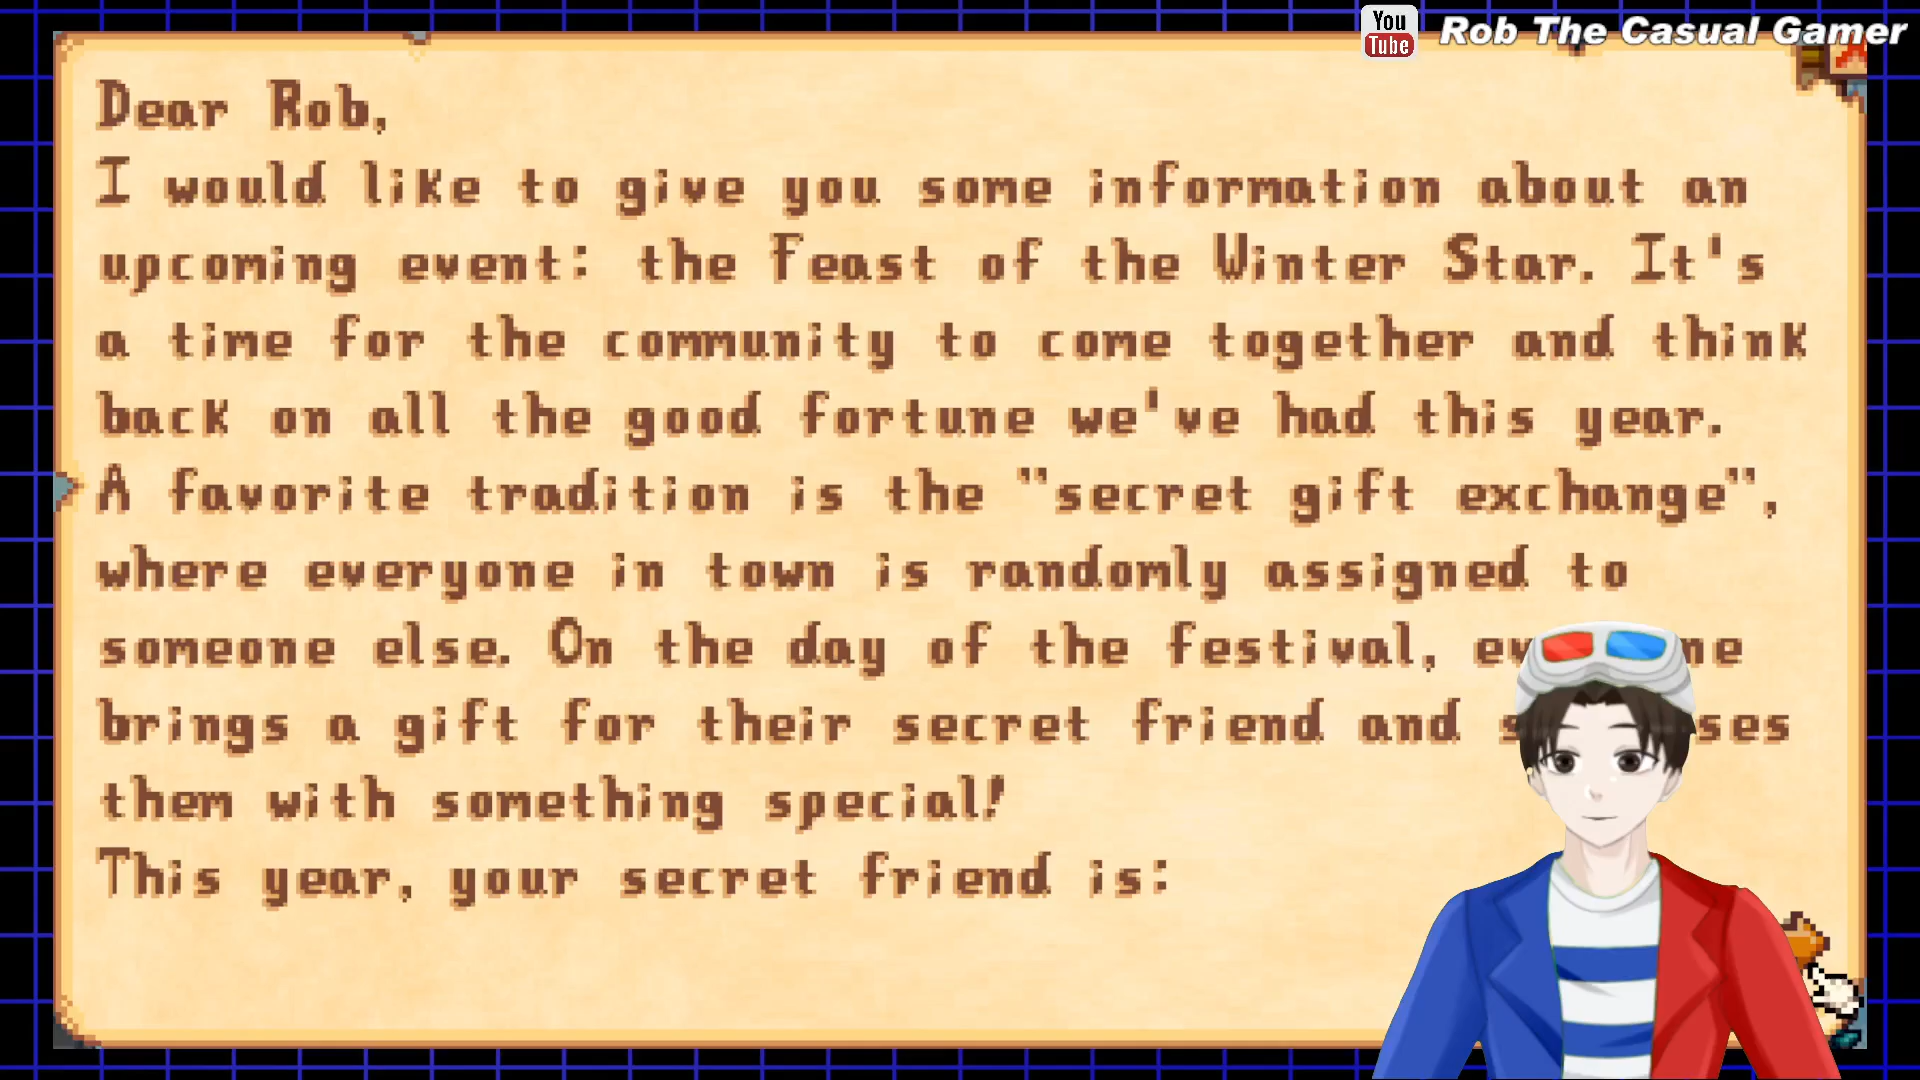 You
Tube
Rob The Casual Gamer
Dear Rob,
I would like to give you some information about an
upcoming event: the Feast of the Winter Star. It's
a time for the community to come together and think
back on all the good fortune we've had this year.
A favorite tradition is the "secret gift exchange",
where everyone in town is randomly assigned to
someone else. On the day of the festival,
brings a gift for their secret friend and
them with something special!
This year, your secret friend is: